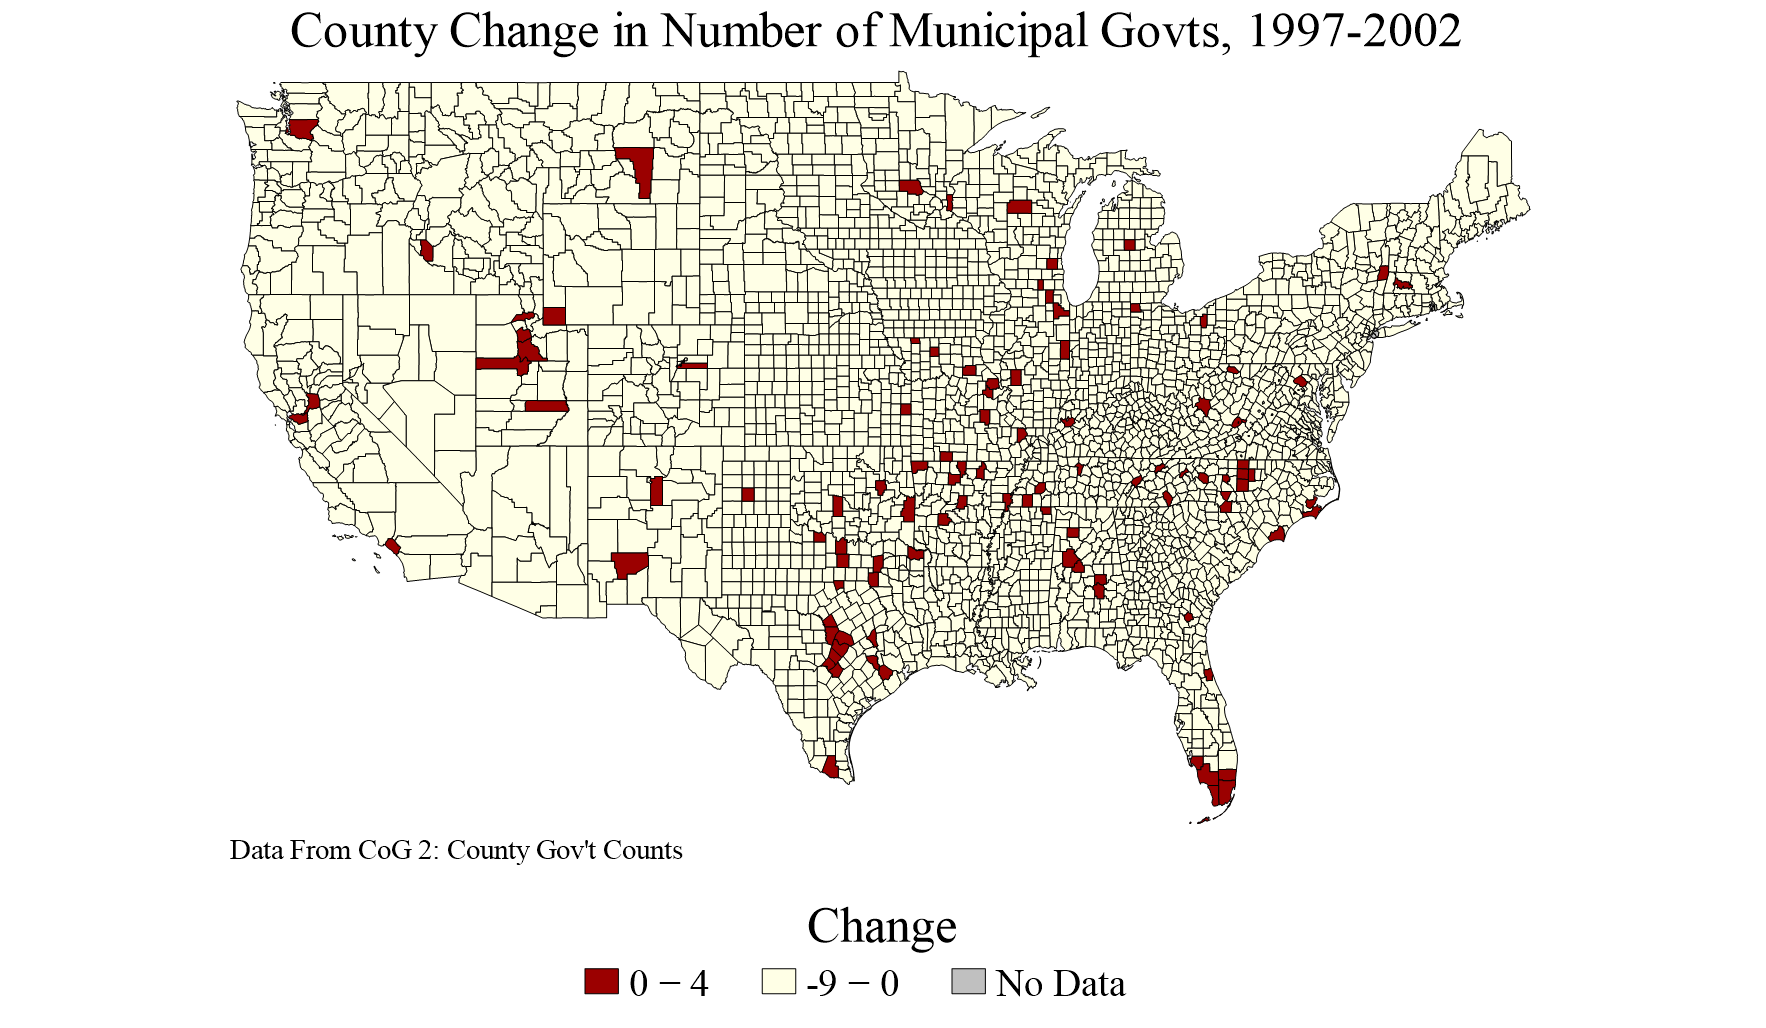 County Change in Number of Municipal Govts, 1997-2002
Data From CoG 2: County Gov't Counts
Change
0 − 4
-9 − 0
No Data